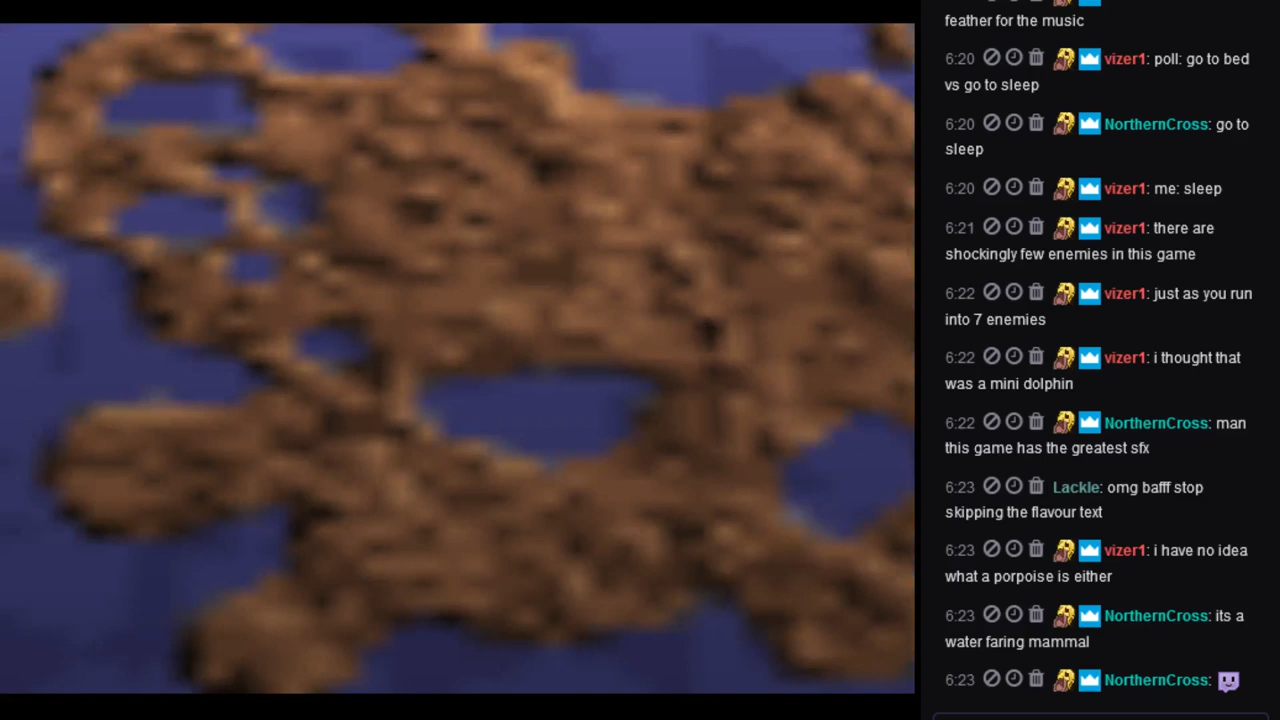 feather for the music
6:20 vizer1: poll: go to bed
vs go to sleep
6:20 NorthernCross: go to
sleep
6:20 vizer1: me: sleep
6:21 vizer1: there are
shockingly few enemies in this game
6:22 vizer1: just as you run
into 7 enemies
6:22 vizer1: i thought that
was a mini dolphin
6:22 NorthernCross: man
this game has the greatest sfx
6:23 Lackle: omg bafff stop
skipping the flavour text
6:23 vizer1: i have no idea
what a porpoise is either
6:23 NorthernCross: its a
water faring mammal
6:23 NorthernCross: